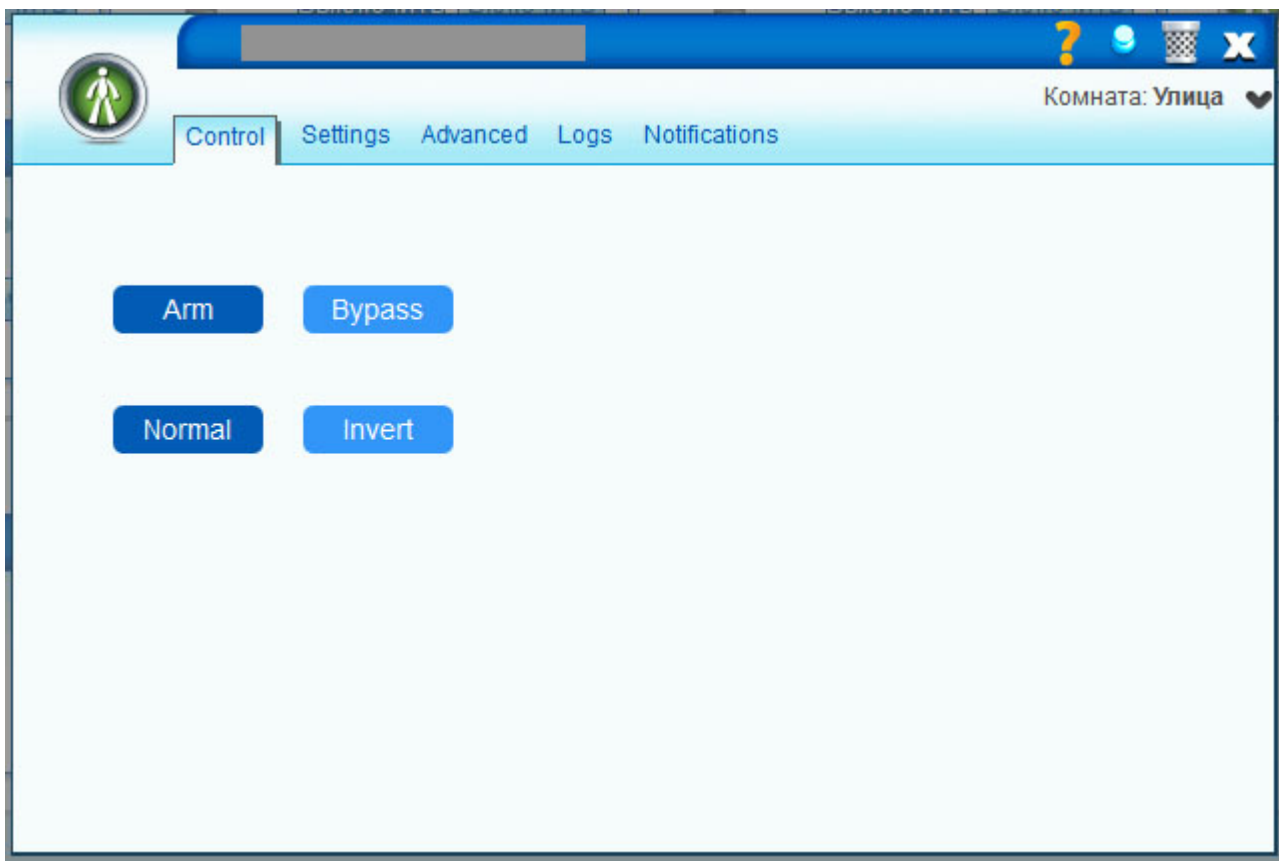 Комната: Улица
Control Settings Advanced Logs Notifications
Arm Bypass
Normal Invert